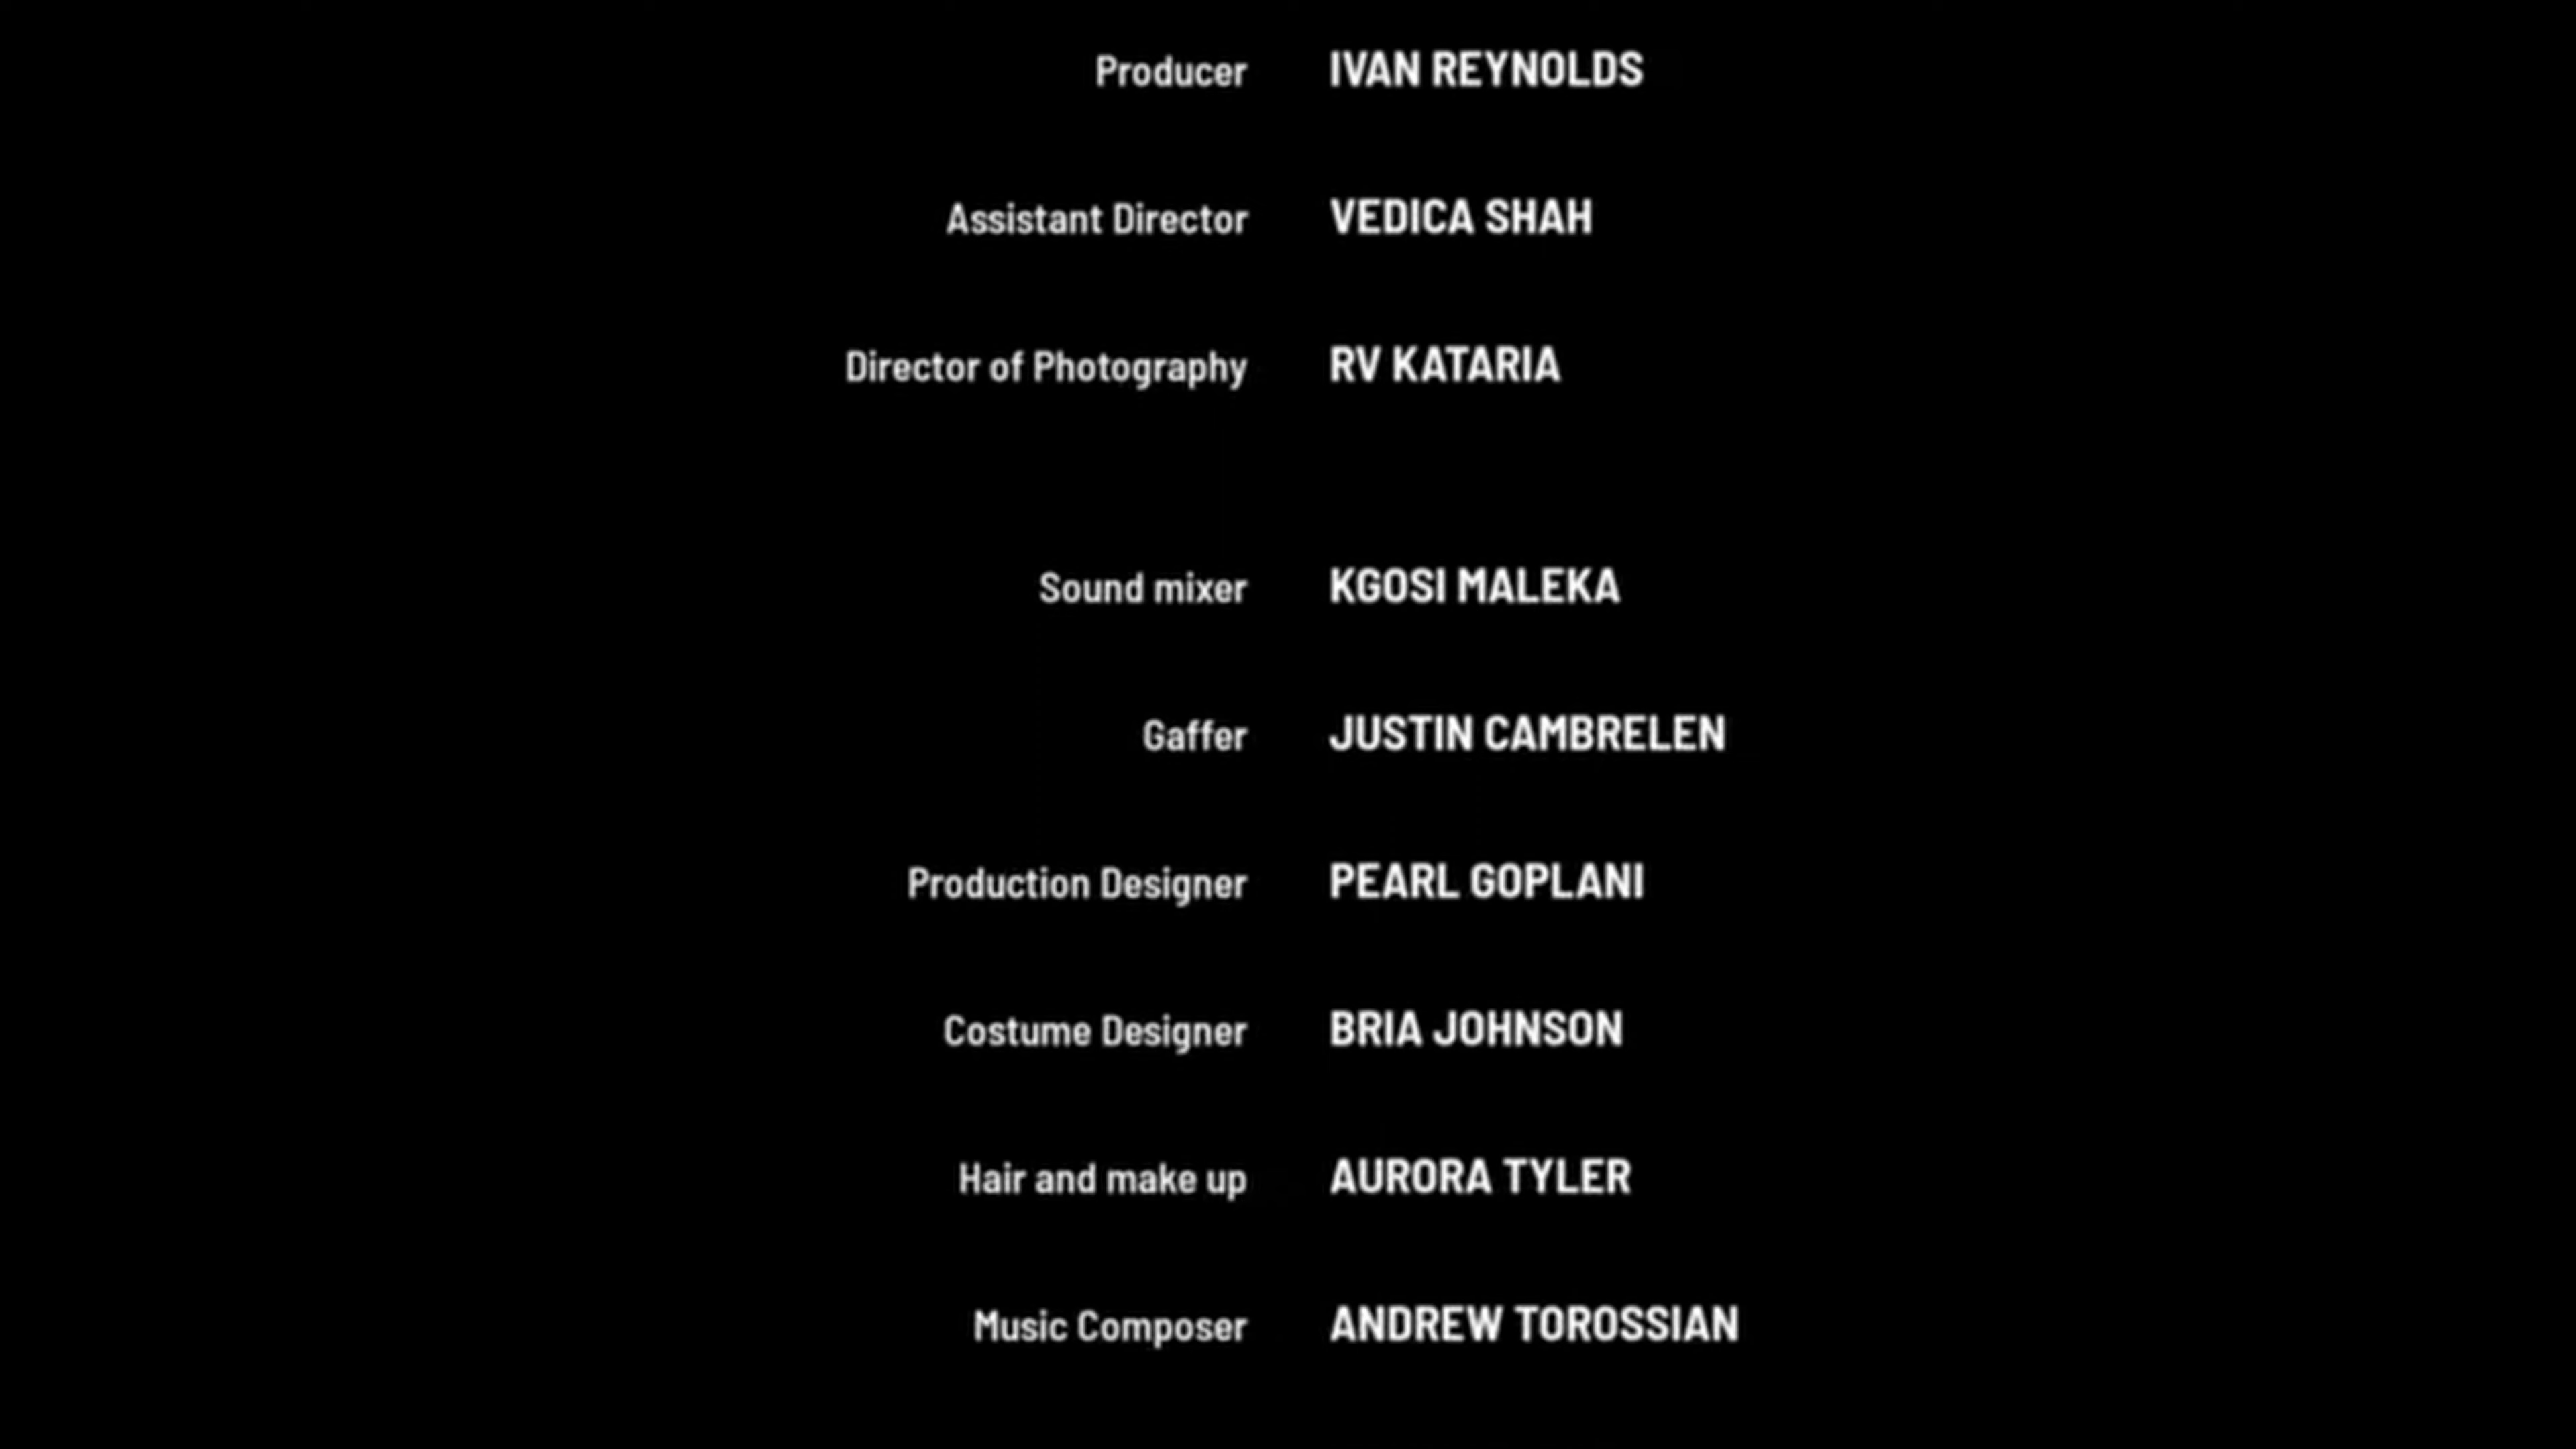 Producer IVAN REYNOLDS
Assistant Director VEDICA SHAH
Director of Photography RV KATARIA
Sound mixer KGOSI MALEKA
Gaffer JUSTIN CAMBRELEN
Production Designer PEARL GOPLANI
Costume Designer BRIA JOHNSON
Hair and make up AURORA TYLER
Music Composer ANDREW TOROSSIAN